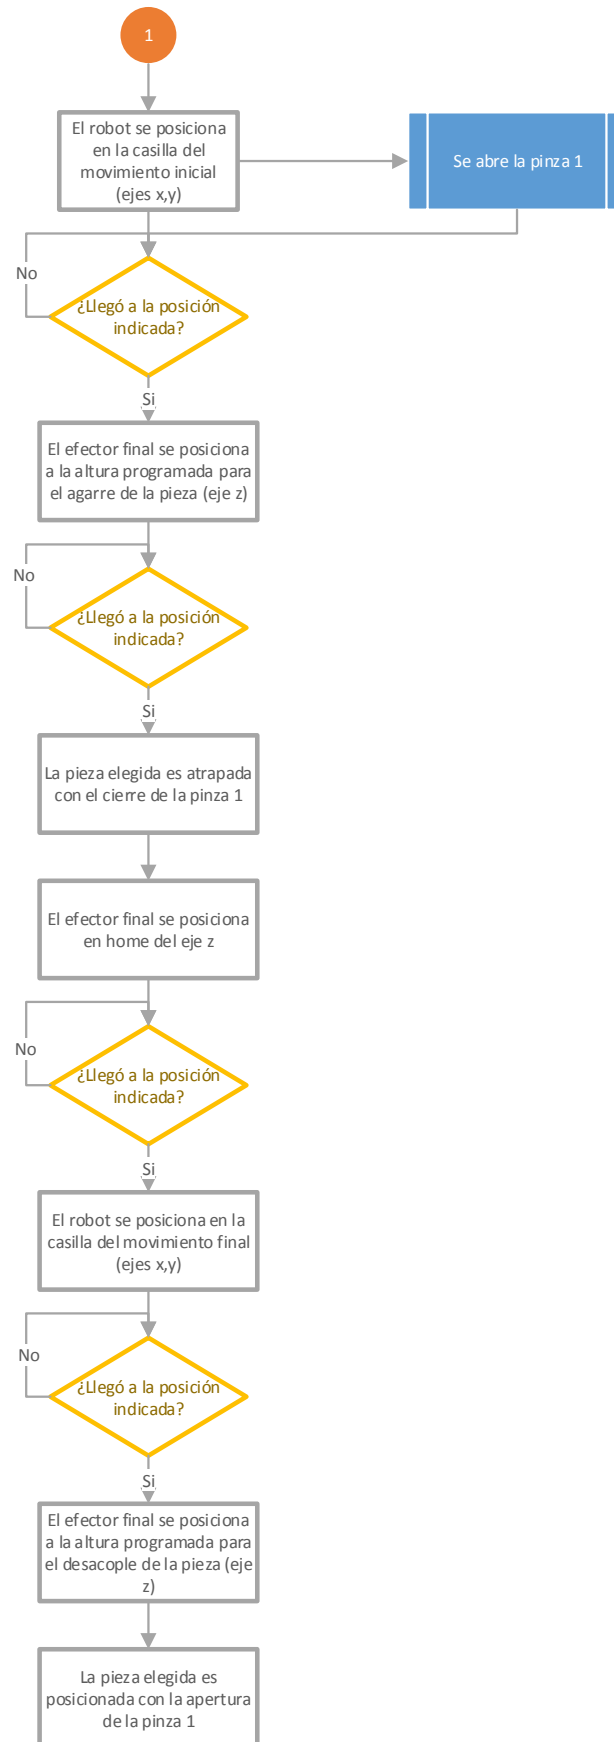 1
El robot se posiciona
en la casilla del
movimiento inicial
(ejes x,y)
Se abre la pinza 1
No
¿Llegó a la posición
indicada?
Si
El efector final se posiciona
a la altura programada para
el agarre de la pieza (eje z)
No
¿Llegó a la posición
indicada?
Si
La pieza elegida es atrapada
con el cierre de la pinza 1
El efector final se posiciona
en home del eje z
No
¿Llegó a la posición
indicada?
Si
El robot se posiciona en la
casilla del movimiento final
(ejes x,y)
No
¿Llegó a la posición
indicada?
Si
El efector final se posiciona
a la altura programada para
el desacople de la pieza (eje
z)
La pieza elegida es
posicionada con la apertura
de la pinza 1